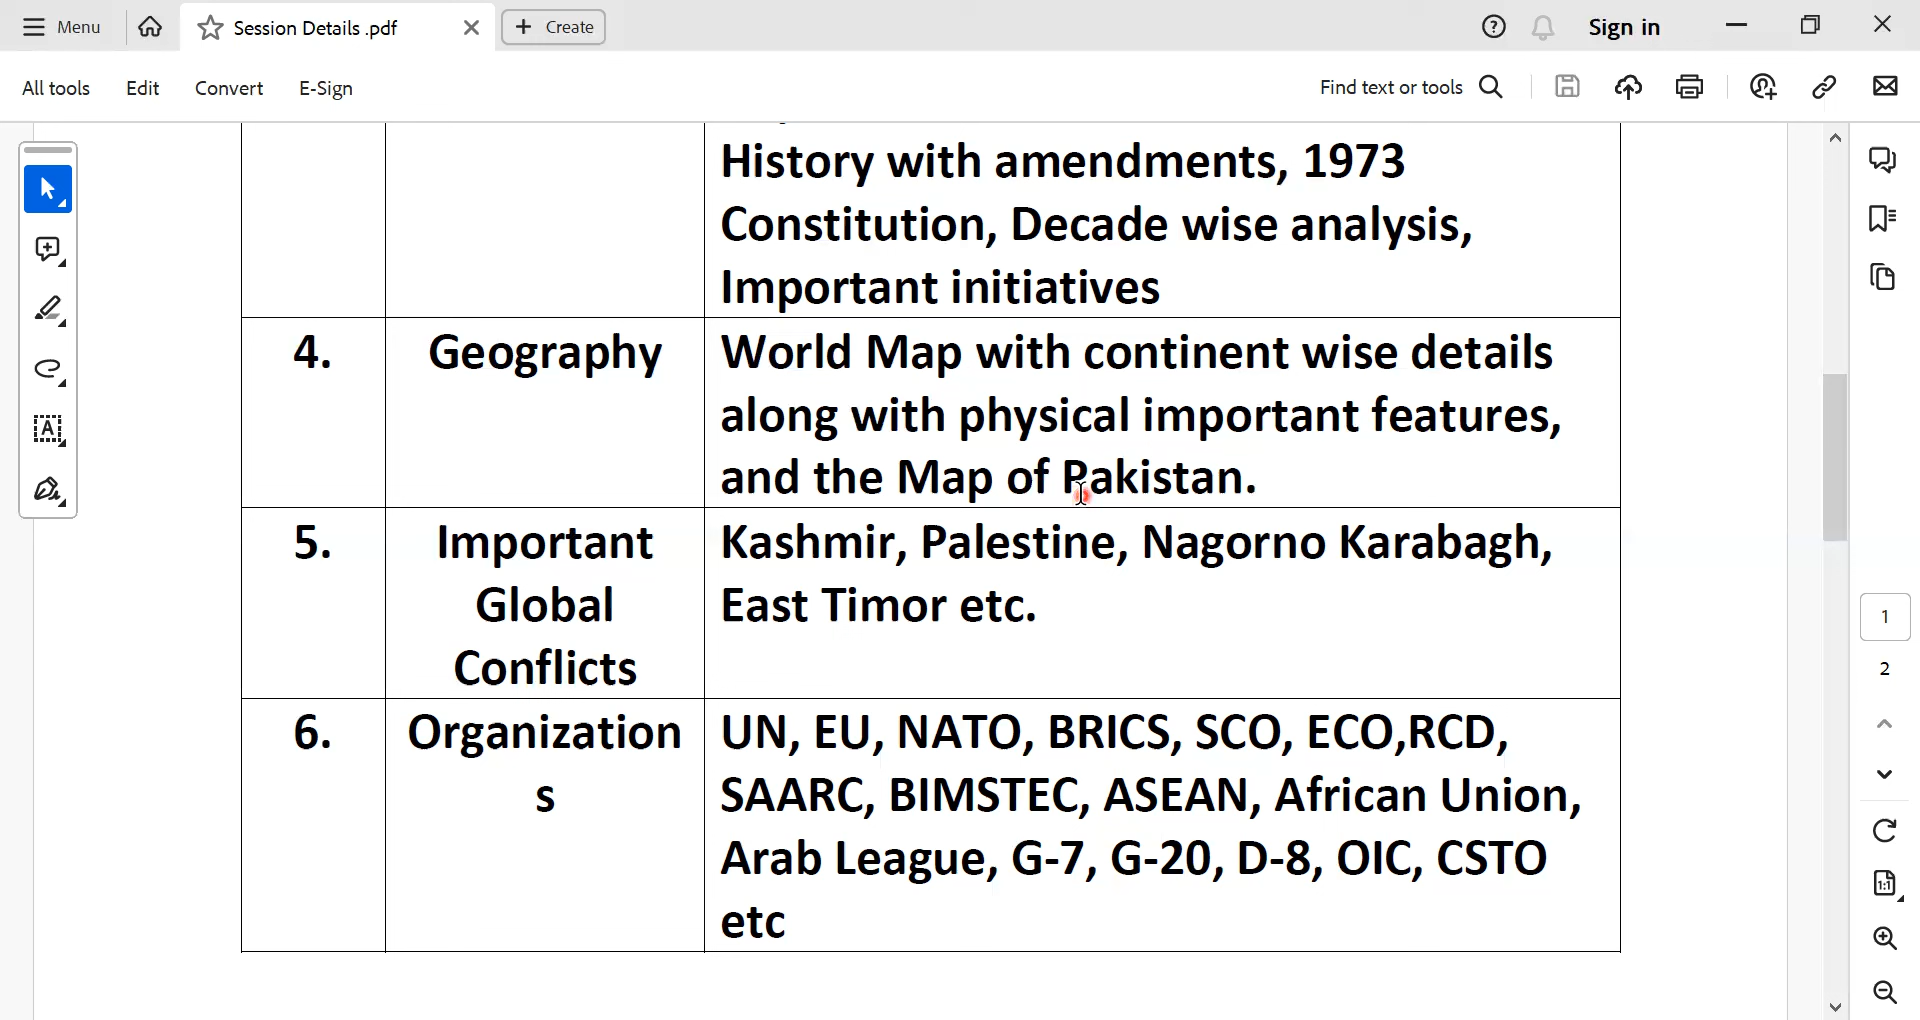 Menu
Session Details .pdf
Create
Sign in
All tools
Edit
Convert
E-Sign
Find text or tools
History with amendments, 1973
Constitution, Decade wise analysis,
Important initiatives
4.
Geography
World Map with continent wise details
along with physical important features,
and the Map of Pakistan.
5.
Important
Global
Conflicts
Kashmir, Palestine, Nagorno Karabagh,
East Timor etc.
6.
Organization
s
UN, EU, NATO, BRICS, SCO, ECO,RCD,
SAARC, BIMSTEC, ASEAN, African Union,
Arab League, G-7, G-20, D-8, OIC, CSTO
etc
1
2